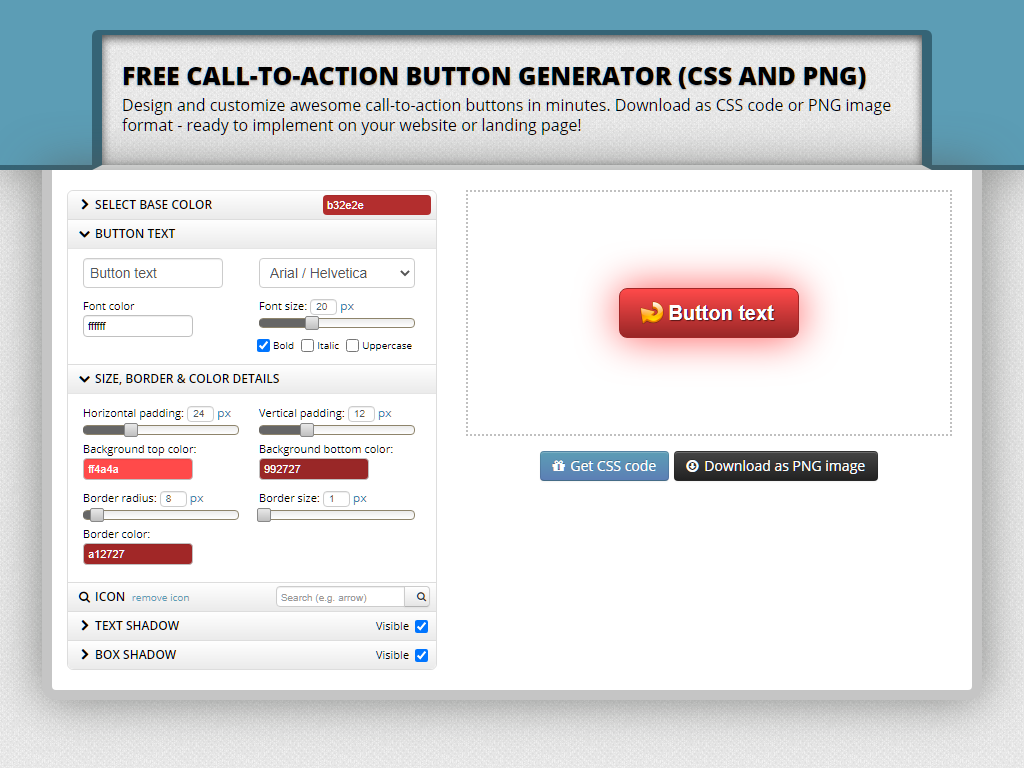 FREE CALL-TO-ACTION BUTTON GENERATOR (CSS AND PNG)
Design and customize awesome call-to-action buttons in minutes. Download as CSS code or PNG image
format - ready to implement on your website or landing page!
SELECT BASE COLOR b32e2e
BUTTON TEXT
Button text Arial / Helvetica
Font color Font size: 20 px
ffffff
Bold Italic Uppercase
SIZE, BORDER & COLOR DETAILS
Horizontal padding: 24 px Vertical padding: 12 px
Background top color: Background bottom color:
ff4a4a 992727
Border radius: 8 px Border size: 1 px
Border color:
a12727
ICON remove icon Search (e.g. arrow)
TEXT SHADOW Visible
BOX SHADOW Visible
Button text
Get CSS code Download as PNG image